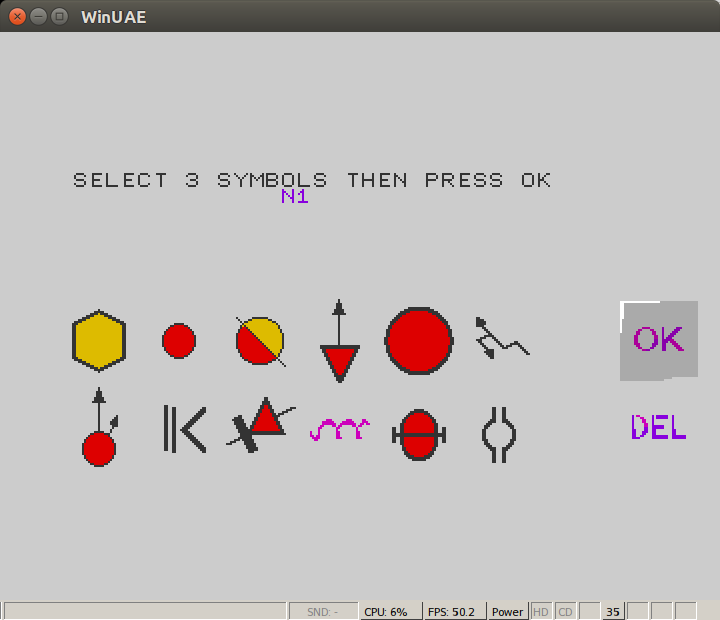 WinUAE
SELECT 3 SYMBOLS THEN PRESS OK
N1
OK
DEL
SND: - CPU: 6% FPS: 50.2 Power HD CD 35